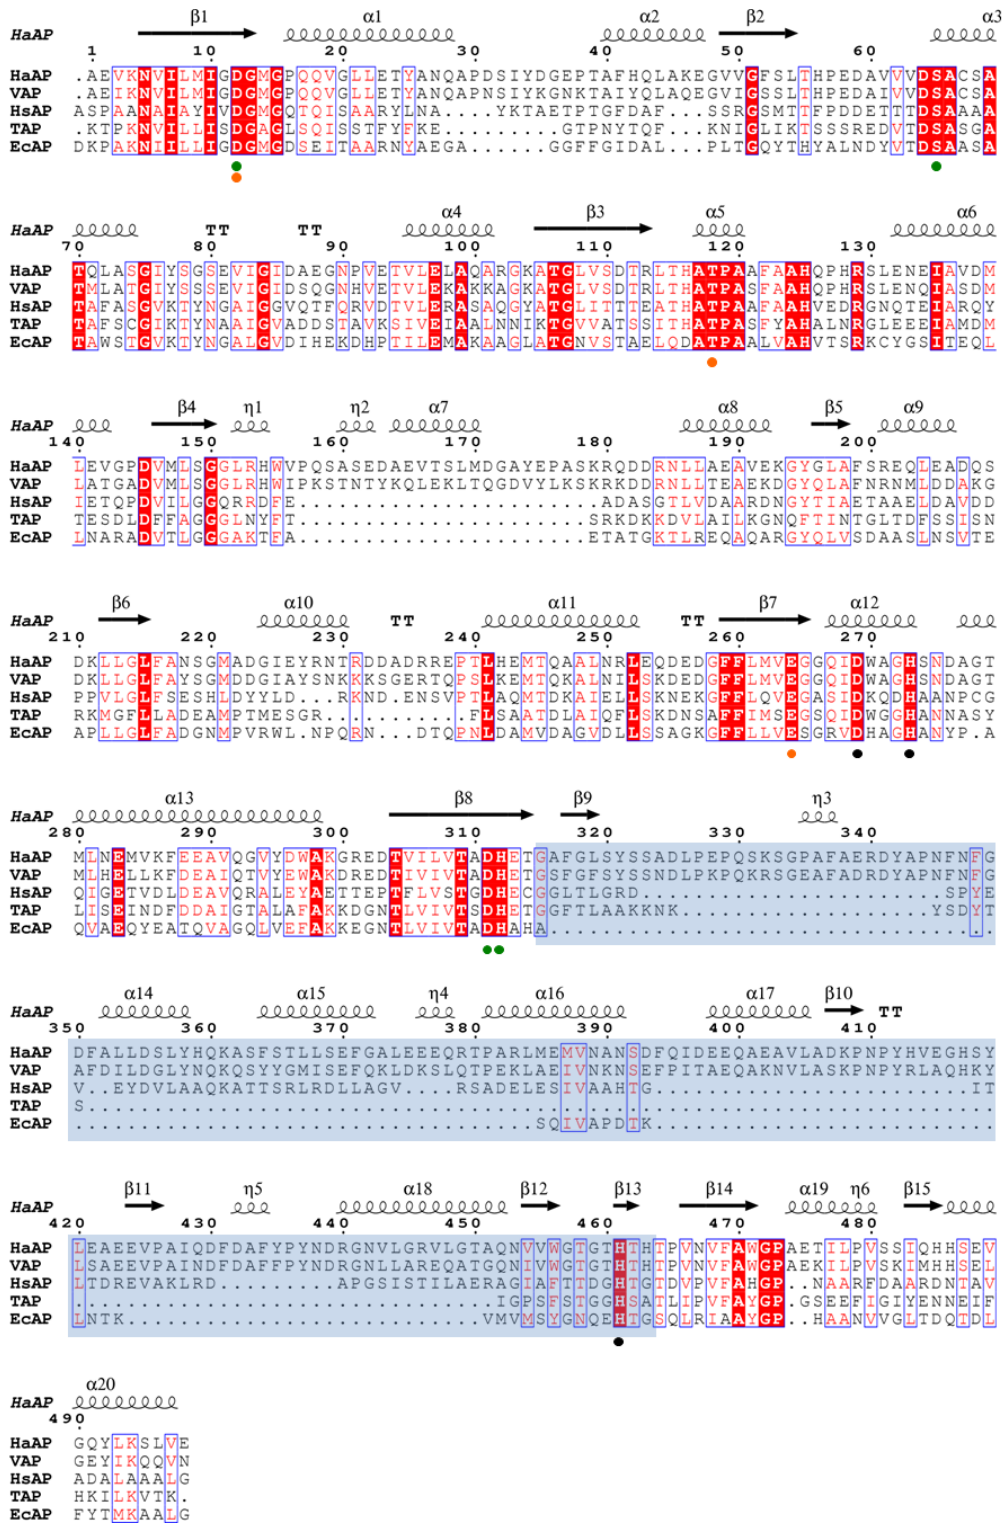 β1 α1 α2 β2 α3
HaAP
1 10 20 30 40 50 60
HaAP .AEVKNVILMIGDGMGPQQVGLLETYANQAPDSIYDGEPTAFHQLAKEGVVGFSLTHPEDAVVVDSACSA
VAP .AEIKNVILMIGDGMGPQQVGLLETYANQAPNSIYKGNKTAIYQLAQEGVIGSSLTHPEDAIVVDSACSA
HsAP ASPAANAIAYIVDGMGQTQISAARYLNA....YKTAETPTGFDAF...SSRGSMTTFPDDETTTDSAAAA
TAP .KTPKNVILLISDGAGLSQISSTFYFKE.........GTPNYTQF...KNIGLIKTSSSREDVTDSASGA
EcAP DKPAKNIILLIGDGMGDSEITAARNYAEGA.......GGFFGIDAL...PLTGQYTHYALNDYVTDSAASA
α4 β3 α5 α6
HaAP TT TT
70 80 90 100 110 120 130
HaAP TQLASGIYSGSEVIGIDAEGNPVETVLELAQARGKATGLVSDTRLTHATPAAFAAHQPHRSLENEIAVDM
VAP TMLATGIYSSSEVIGIDSQGNHVETVLEKAKKAGKATGLVSDTRLTHATPASFAAHQPHRSLENQIASDM
HsAP TAFSTGVKTYNGAIGGVQTFQRVDTVLERASAQGYATGLITTTEATHATPAAFAAHVEDRGNQTEIARQY
TAP TAFSCGIKTYNAAIGVADDSTAVKSIVEIAALNNIKTGVVATSSITHATPASFYAHALNRGLEEEIAMDM
EcAP TAWSTGVKTYNGALGVDIHEKDHPTILEMAKAAGLATGNVSTAELQDATPAALVAHVTSRKCYGSITEQL
β4 η1 η2 α7 α8 β5 α9
HaAP
140 150 160 170 180 190 200
HaAP LEVGPDVMLSGGLRHWVPQSASEDAEVTSLMDGAYEPASKRQDDRNLLAEAVEKGYGLAFSREQLEADQS
VAP LATGADVMLSGGLRHWIPKSTNTYKQLEKLTQGDVYLKSKRKDDRNLLTEAEKDGYQLAFNRNMLDDAKG
HsAP IETQPDVILGGGQRRDFE.......................ADASGTLVDAARDNGYTIAETAAELDAVDD
TAP TESDLDFFAGGGLNYFT......................SRKDKKDVLAILKGNQFTINTGLTDFSSISN
EcAP LNARADVTLGGGAKTFA......................ETATGKTLREQAQARGYQLVSDAASLNSVTE
β6 α10 α11 β7 α12
HaAP TT TT
210 220 230 240 250 260 270
HaAP DKLLGLFANSGMADGIEYRNTRDDADRREPTLHEMTQAALNRLEQDEDGFFLMVEGGQIDWAGHSNDAGT
VAP DKLLGLFAYSGMDDGIAYSNKKKSGERTQPSLKEMTQKALNILSKDEDGFFLMVEGGQIDWAGHSNDAGT
HsAP PPVLGLFSESHLDYYLD..RKND.ENSVPTLAQMTDKAIELLSKNEKGFFLQVEGASIDKQDHAANPCG
TAP RKMGFLLADEAMPTMESGR...........FLSAATDLAIQFLSKDNSAFFIMSEGSQIDWGGHANNASY
EcAP APLLGLFADGNMPVRWL.NPQRN...DTQPNLDAMVDAGVDLLSSAGKGFFLLVESGRVDHAGHANYP.A
α13 β8 β9 η3
HaAP
280 290 300 310 320 330 340
HaAP MLNEMVKFEEAVQGVYDWAKGREDTVILVTADHETGAFGLSYSSADLPEPQSKSGPAFAERDYAPNFNFG
VAP MLHELLKFDEAIQTVYEWAKDREDTIVIVTADHETGSFGFSYSSNDLPKPQKRSGEAFADRDYAPNFNFG
HsAP QIGETVDLDEAVQRALEYAETTEPTFLVSTGDHECGGLTLGRD.......................SPYE
TAP LISEINDFDDAIGTALAFAKKDGNTLVIVTSDHETGGFTLAAKKNK...................YSDYT
EcAP QVAEQYEATQVAGQLVEFAKKEGNTLVIVTADHAHA..................................
α14 α15 η4 α16 α17 β10
HaAP TT
350 360 370 380 390 400 410
HaAP DFALLDSLYHQKASFSTLLSEFGALEEEQRTPARLMEMVNANSDFQIDEEQAEAVLADKPNPYHVEGHSY
VAP AFDILDGLYNQKQSYYGMISEFQKLDKSLQTPEKLAEIVNKNSEFPITAEQAKNVLASKPNPYRLAQHKY
HsAP V..EYDVLAAQKATTSRLRDLLAGV....RSADELESIVAAHTG.........................IT
TAP S.....................................................................
EcAP ...................................SQIVAPDTK..........................
β11 η5 α18 β12 β13 β14 α19 η6 β15
HaAP
420 430 440 450 460 470 480
HaAP LEAEEVPAIQDFDAFYPYNDRGNVLGRVLGTAQNVVWGTGTHTHTPVNVFAWGPAETILPVSSIQHHSEV
VAP LSAEEVPAINDFDAFFPYNDRGNLLAREQATGQNIVWGTGTHTHTPVNVFAWGPAEKILPVSKIMHHSEL
HsAP LTDREVAKLRD.........APGSISTILAERAGIAFTTDGHTGTDVPVFAHGP..NAARFDAARDNTAV
TAP ................................IGPSFSTGGHSATLIPVFAYGP.GSEEFIGIYENNEIF
EcAP LNTK...........................VMVMSYGNQEHTGSQLRIAAYGP..HAANVVGLTDQTDL
α20
HaAP
490
HaAP GQYLKSLVE
VAP GEYIKQQVN
HsAP ADALAAALG
TAP HKILKVTK.
EcAP FYTMKAALG